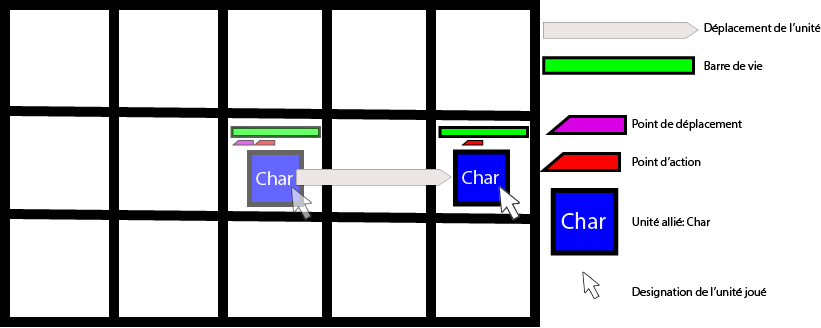 Déplacement de l'unité
Barre de vie
Point de déplacement
Point d'action
Char
Char
Char
Unité allié: Char
Designation de l'unité joué